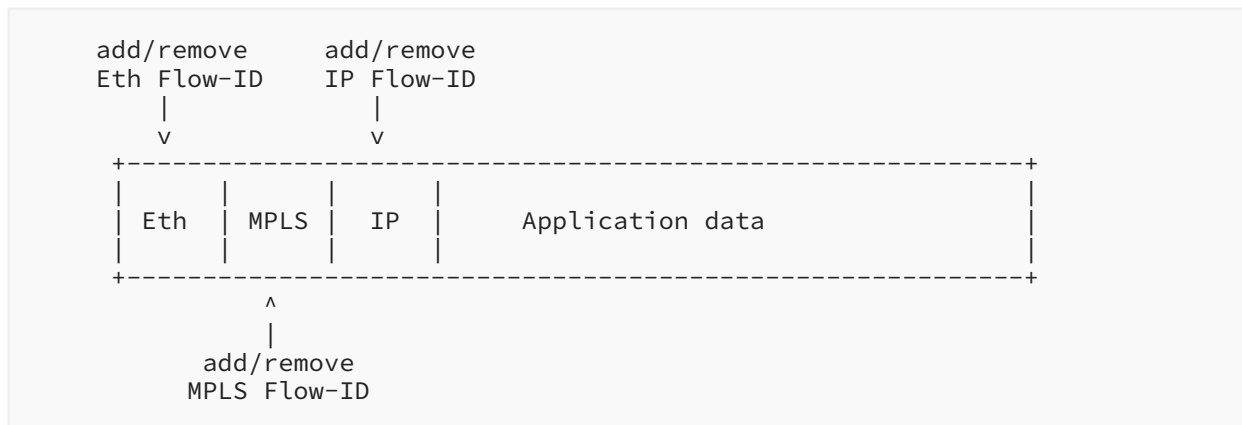 add/remove add/remove
Eth Flow-ID IP Flow-ID
Eth MPLS IP Application data
add/remove
MPLS Flow-ID